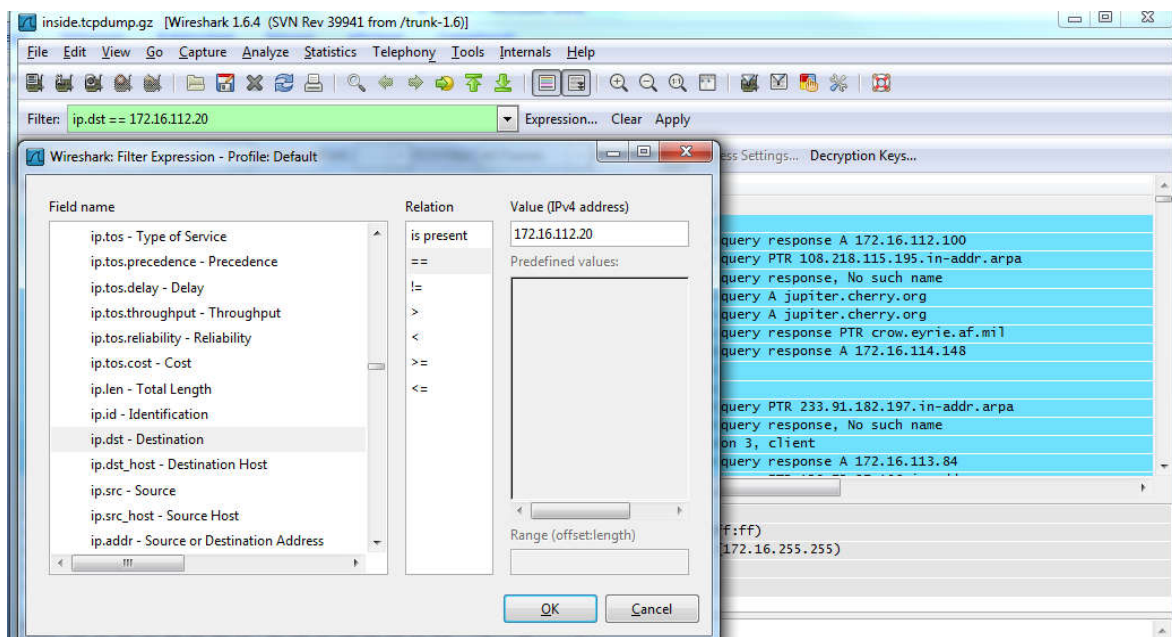 inside.tcpdump.gz [Wireshark 1.6.4 (SVN Rev 39941 from /trunk-1.6)]
File Edit View Go Capture Analyze Statistics Telephony Tools Internals Help
Filter: ip.dst == 172.16.112.20 Expression... Clear Apply
Wireshark: Filter Expression - Profile: Default
ess Settings... Decryption Keys...
Field name
ip.tos - Type of Service
ip.tos.precedence - Precedence
ip.tos.delay - Delay
ip.tos.throughput - Throughput
ip.tos.reliability - Reliability
ip.tos.cost - Cost
ip.len - Total Length
ip.id - Identification
ip.dst - Destination
ip.dst_host - Destination Host
ip.src - Source
ip.src_host - Source Host
ip.addr - Source or Destination Address
Relation
is present
==
!=
>
<
>=
<=
Value (IPv4 address)
172.16.112.20
Predefined values:
Range (offset:length)
OK Cancel
query response A 172.16.112.100
query PTR 108.218.115.195.in-addr.arpa
query response, No such name
query A jupiter.cherry.org
query A jupiter.cherry.org
query response PTR crow.eyrie.af.mil
query response A 172.16.114.148
query PTR 233.91.182.197.in-addr.arpa
query response, No such name
on 3, client
query response A 172.16.113.84
f:ff)
172.16.255.255)